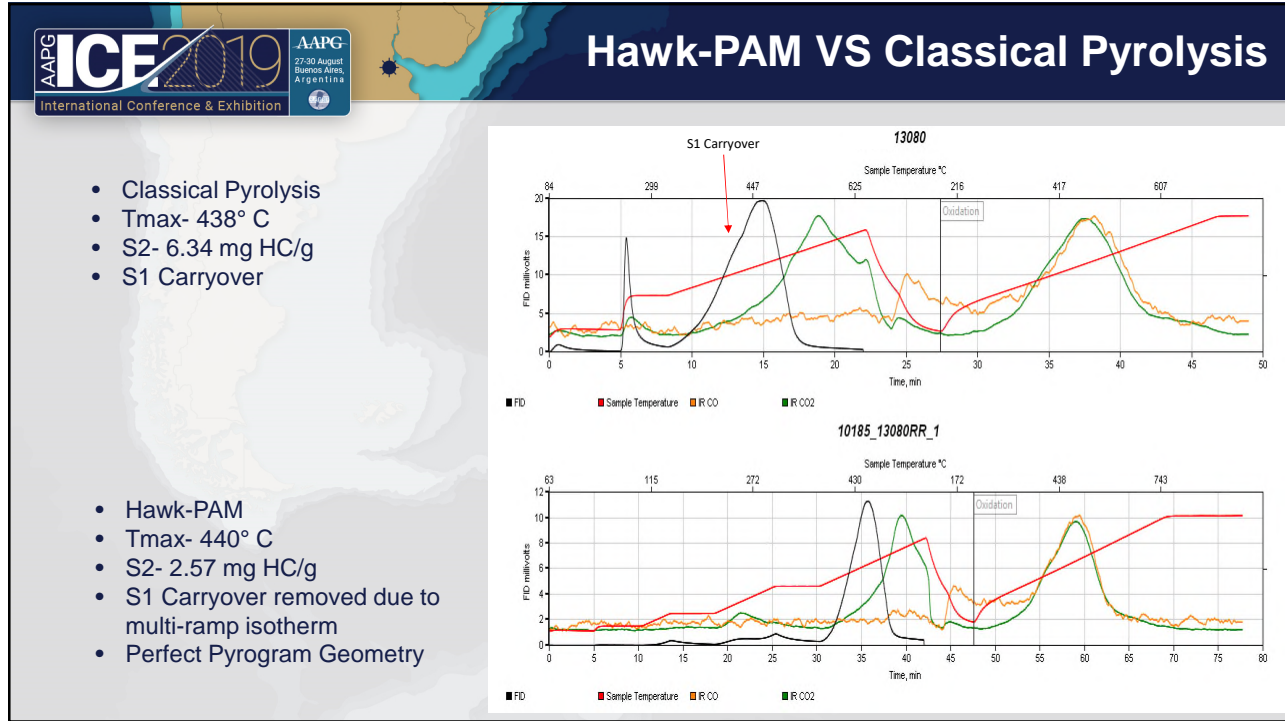 AAPG
ICE 2019
International Conference & Exhibition
AAPG
27-30 August
Buenos Aires,
Argentina
Hawk-PAM VS Classical Pyrolysis
• Classical Pyrolysis
• Tmax- 438° C
• S2- 6.34 mg HC/g
• S1 Carryover
• Hawk-PAM
• Tmax- 440° C
• S2- 2.57 mg HC/g
• S1 Carryover removed due to
multi-ramp isotherm
• Perfect Pyrogram Geometry
S1 Carryover
13080
Sample Temperature °C
84 299 447 625 216 417 607
Oxidation
FID millivolts
20
15
10
5
0
0 5 10 15 20 25 30 35 40 45 50
Time, min
FID Sample Temperature IR CO IR CO2
10185_13080RR_1
Sample Temperature °C
63 115 272 430 172 438 743
Oxidation
FID millivolts
12
10
8
6
4
2
0
0 5 10 15 20 25 30 35 40 45 50 55 60 65 70 75 80
Time, min
FID Sample Temperature IR CO IR CO2